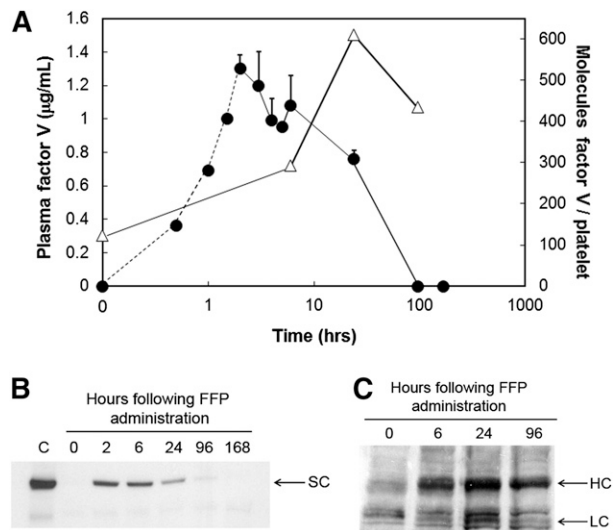 A
Plasma factor V (μg/mL)
1.6
1.4
1.2
1
0.8
0.6
0.4
0.2
0
600
500
400
300
200
100
0
Molecules factor V / platelet
0 1 10 100 1000
Time (hrs)
B
Hours following FFP
administration
C 0 2 6 24 96 168
SC
C
Hours following FFP
administration
0 6 24 96
HC
LC